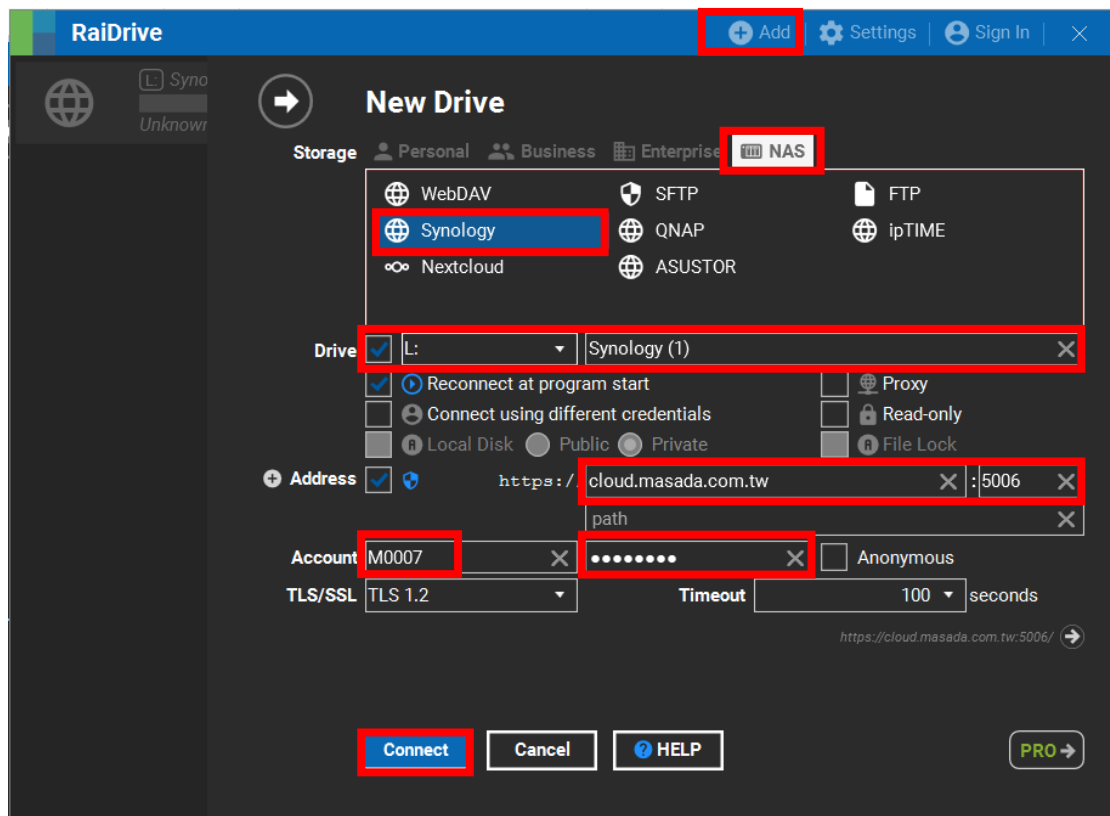 RaiDrive Add Settings Sign In
L: Syno
Unknown
New Drive
Storage Personal Business Enterprise NAS
WebDAV SFTP FTP
Synology QNAP ipTIME
Nextcloud ASUSTOR
Drive L: Synology (1)
Reconnect at program start Proxy
Connect using different credentials Read-only
Local Disk Public Private File Lock
Address https:/ cloud.masada.com.tw : 5006
path
Account M0007 •••••••• Anonymous
TLS/SSL TLS 1.2 Timeout 100 seconds
https://cloud.masada.com.tw:5006/
Connect Cancel HELP PRO